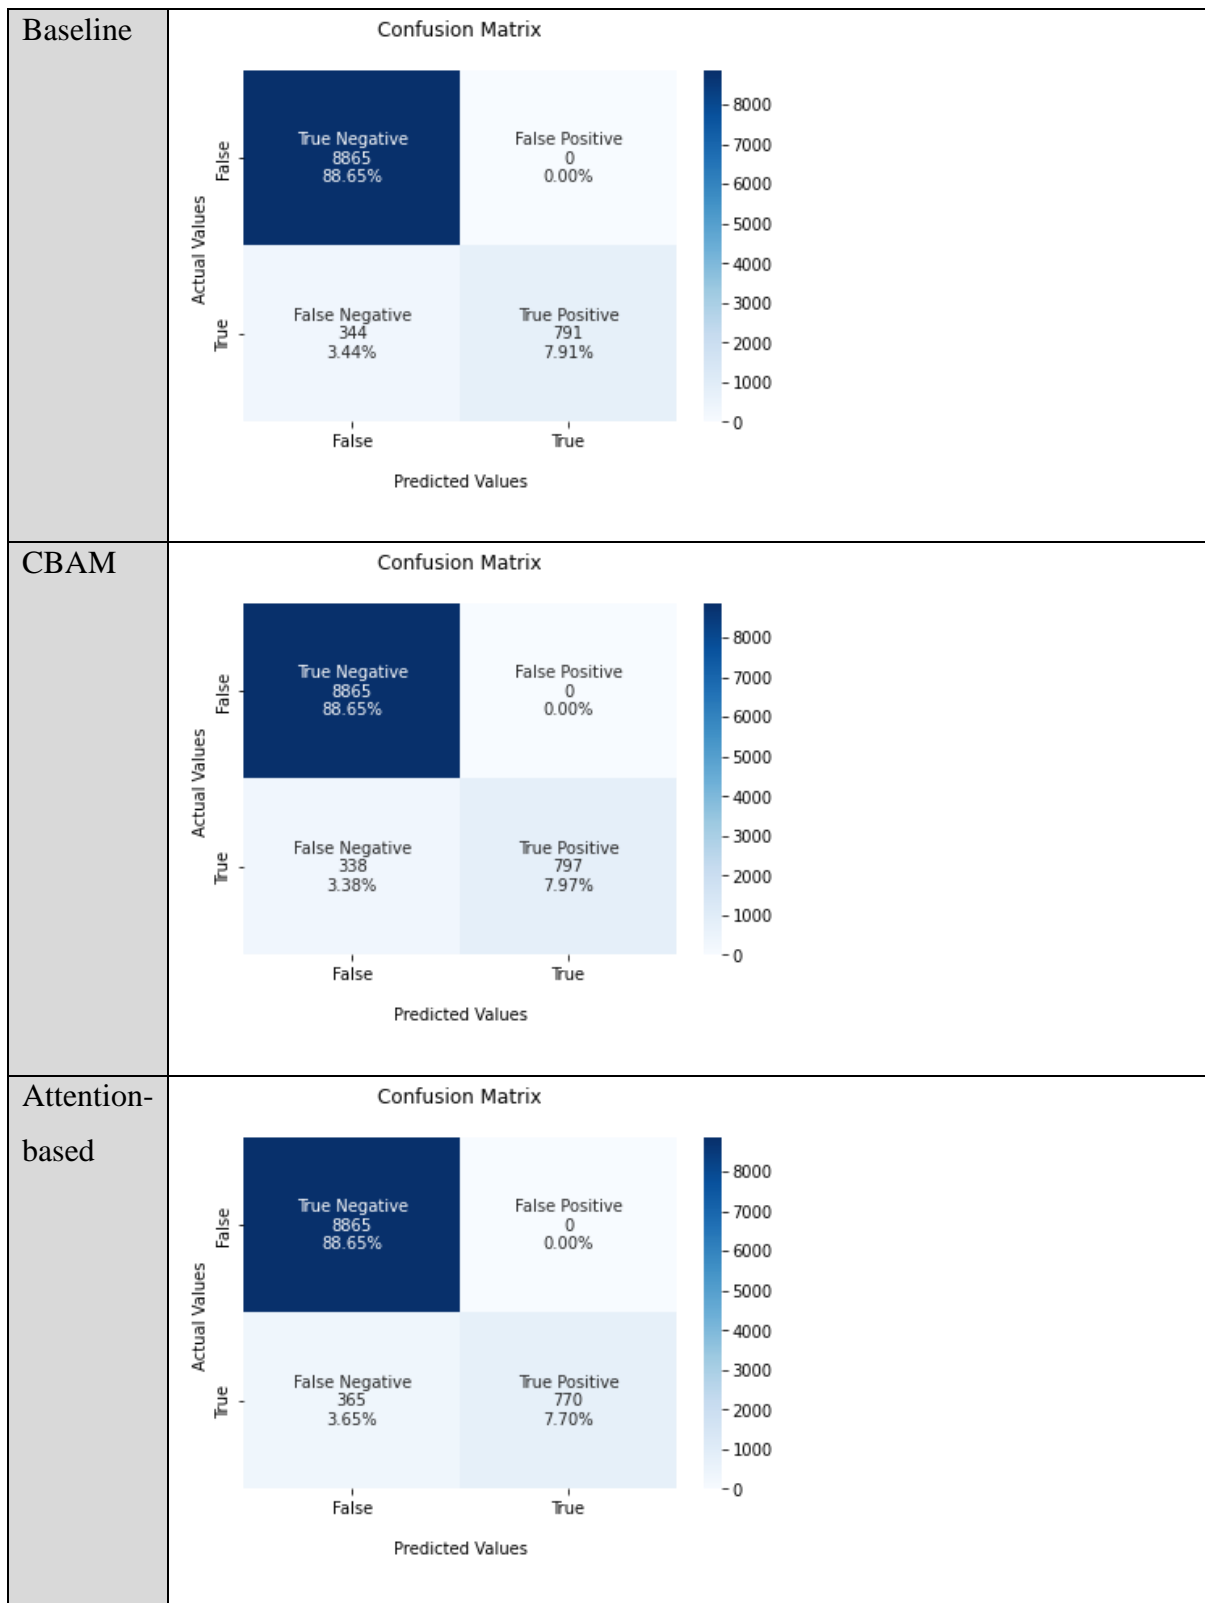 Baseline
Confusion Matrix
True Negative
8865
88.65%
False Positive
0
0.00%
False Negative
344
3.44%
True Positive
791
7.91%
Actual Values
False
True
False
True
Predicted Values
8000
7000
6000
5000
4000
3000
2000
1000
0
CBAM
Confusion Matrix
True Negative
8865
88.65%
False Positive
0
0.00%
False Negative
338
3.38%
True Positive
797
7.97%
Actual Values
False
True
False
True
Predicted Values
8000
7000
6000
5000
4000
3000
2000
1000
0
Attention-
based
Confusion Matrix
True Negative
8865
88.65%
False Positive
0
0.00%
False Negative
365
3.65%
True Positive
770
7.70%
Actual Values
False
True
False
True
Predicted Values
8000
7000
6000
5000
4000
3000
2000
1000
0